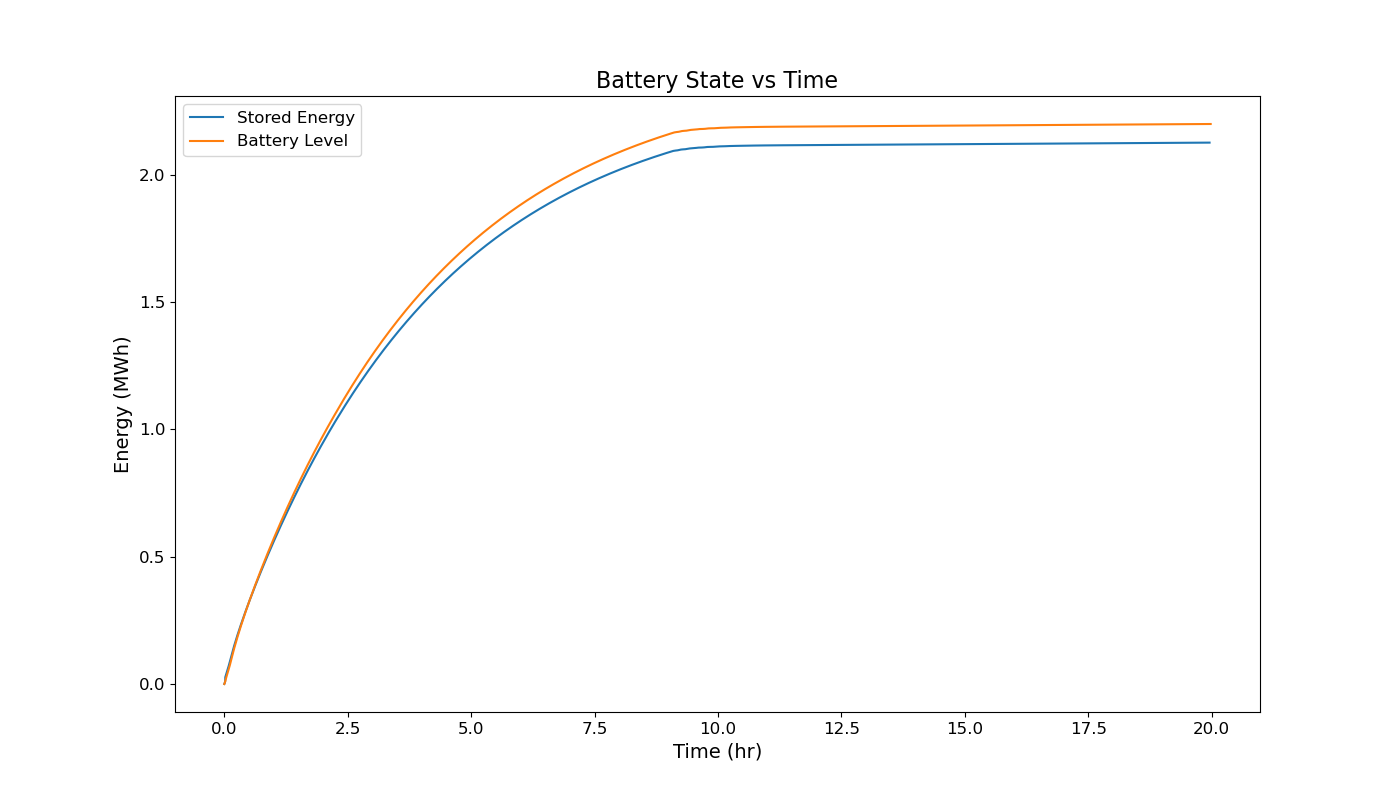 Battery State vs Time
Stored Energy
Battery Level
Energy (MWh)
2.0
1.5
1.0
0.5
0.0
0.0 2.5 5.0 7.5 10.0 12.5 15.0 17.5 20.0
Time (hr)